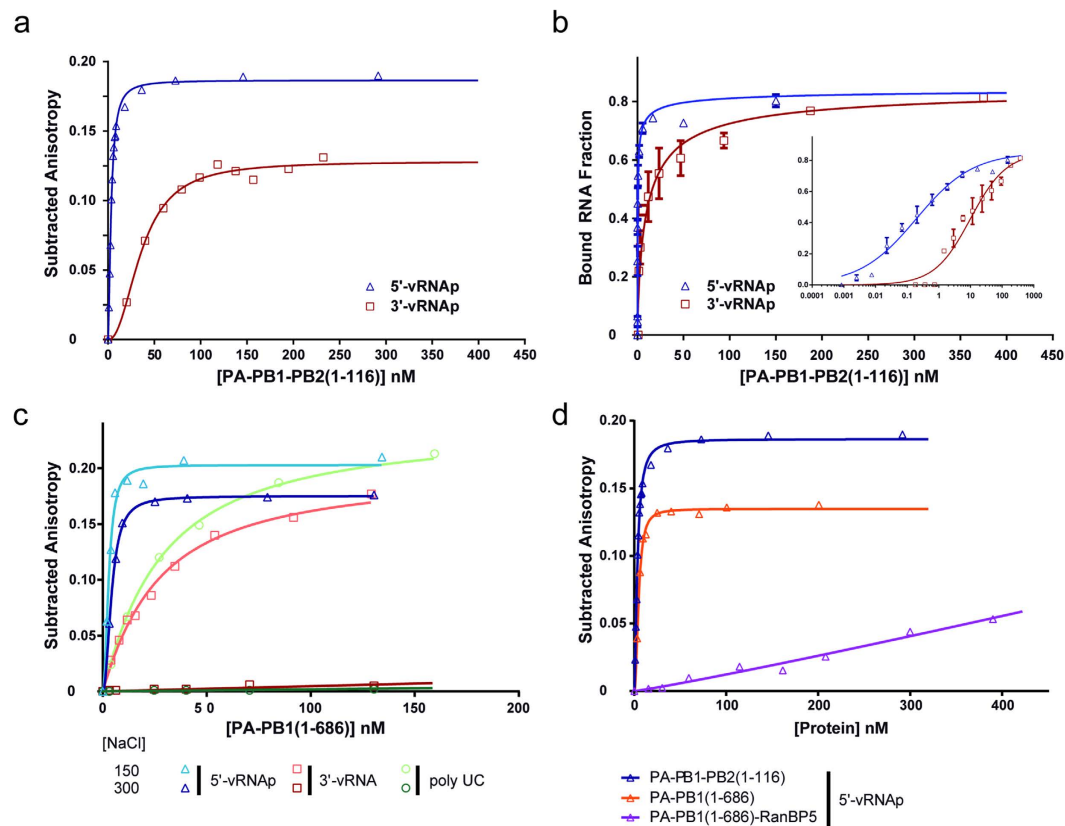 a
Subtracted Anisotropy
0.20
0.15
0.10
0.125
0
0 50 100 150 200 250 300 350 400 450
[PA-PB1-PB2(1-116)] nM
5'-vRNAp
3'-vRNAp
b
Bound RNA Fraction
0.8
0.6
0.4
0.2
0
0 50 100 150 200 250 300 350 400 450
[PA-PB1-PB2(1-116)] nM
5'-vRNAp
3'-vRNAp
0.8
0.6
0.4
0.2
0.0
0.0001 0.001 0.01 0.1 1 10 100 1000
c
Subtracted Anisotropy
0.20
0.15
0.10
0.05
0
0 50 100 150 200
[PA-PB1(1-686)] nM
[NaCl]
150
300
5'-vRNAp
3'-vRNA
poly UC
d
Subtracted Anisotropy
0.20
0.15
0.10
0.05
0
0 100 200 300 400
[Protein] nM
PA-PB1-PB2(1-116)
PA-PB1(1-686)
PA-PB1(1-686)-RanBP5
5'-vRNAp